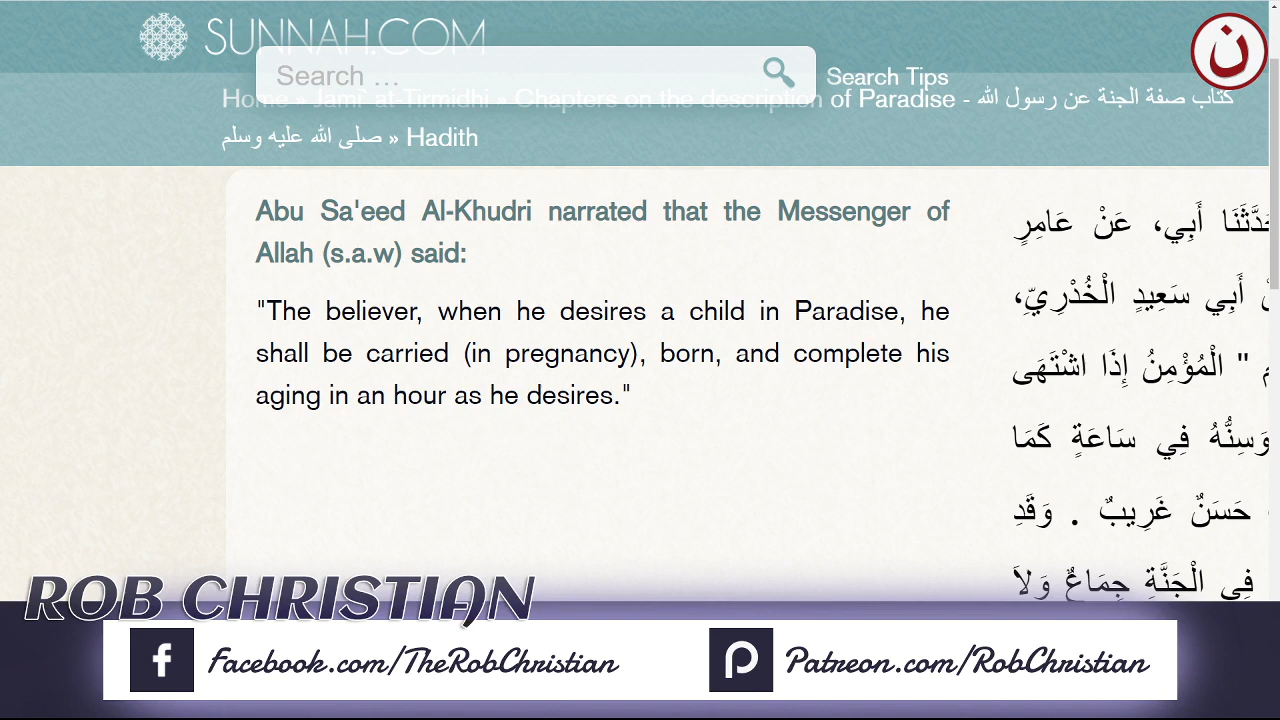 SUNNAH.COM
ن
Search ...
Search Tips
Home » Jami` at-Tirmidhi » Chapters on the description of Paradise - كتاب صفة الجنة عن رسول الله
صلى الله عليه وسلم » Hadith
Abu Sa'eed Al-Khudri narrated that the Messenger of
Allah (s.a.w) said:
"The believer, when he desires a child in Paradise, he
shall be carried (in pregnancy), born, and complete his
aging in an hour as he desires."
حَدَّثَنَا أَبِي، عَنْ عَامِرٍ
أَبِي سَعِيدٍ الْخُدْرِيِّ،
" الْمُؤْمِنُ إِذَا اشْتَهَى
وَسِنُّهُ فِي سَاعَةٍ كَمَا
حَسَنٌ غَرِيبٌ . وَقَدِ
فِي الْجَنَّةِ جِمَاعٌ وَلاَ
ROB CHRISTIAN
f Facebook.com/TheRobChristian
Patreon.com/RobChristian